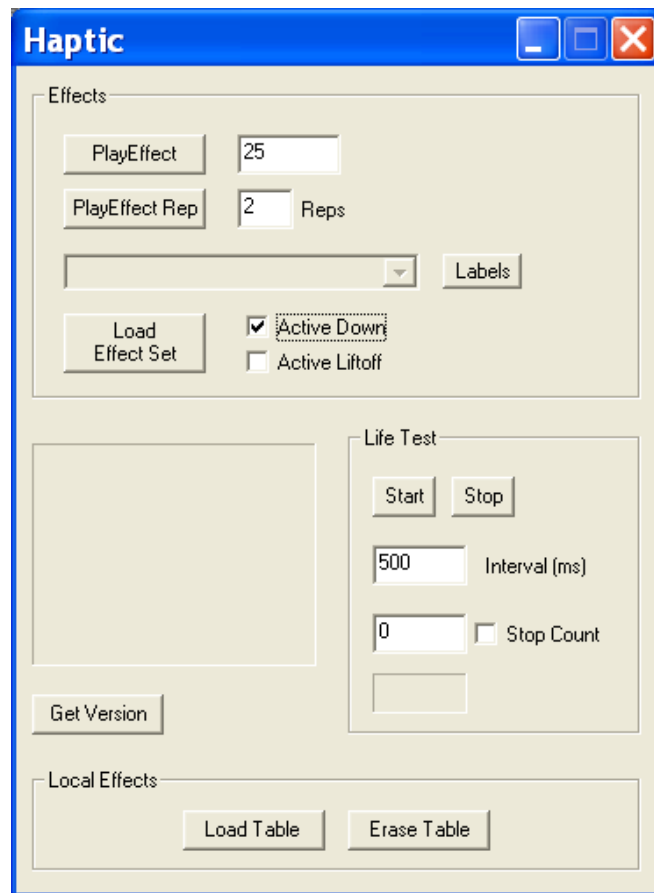 Haptic
Effects
PlayEffect 25
PlayEffect Rep 2 Reps
Labels
Load
Effect Set
Active Down
Active Liftoff
Life Test
Start Stop
500 Interval (ms)
0 Stop Count
Get Version
Local Effects
Load Table Erase Table